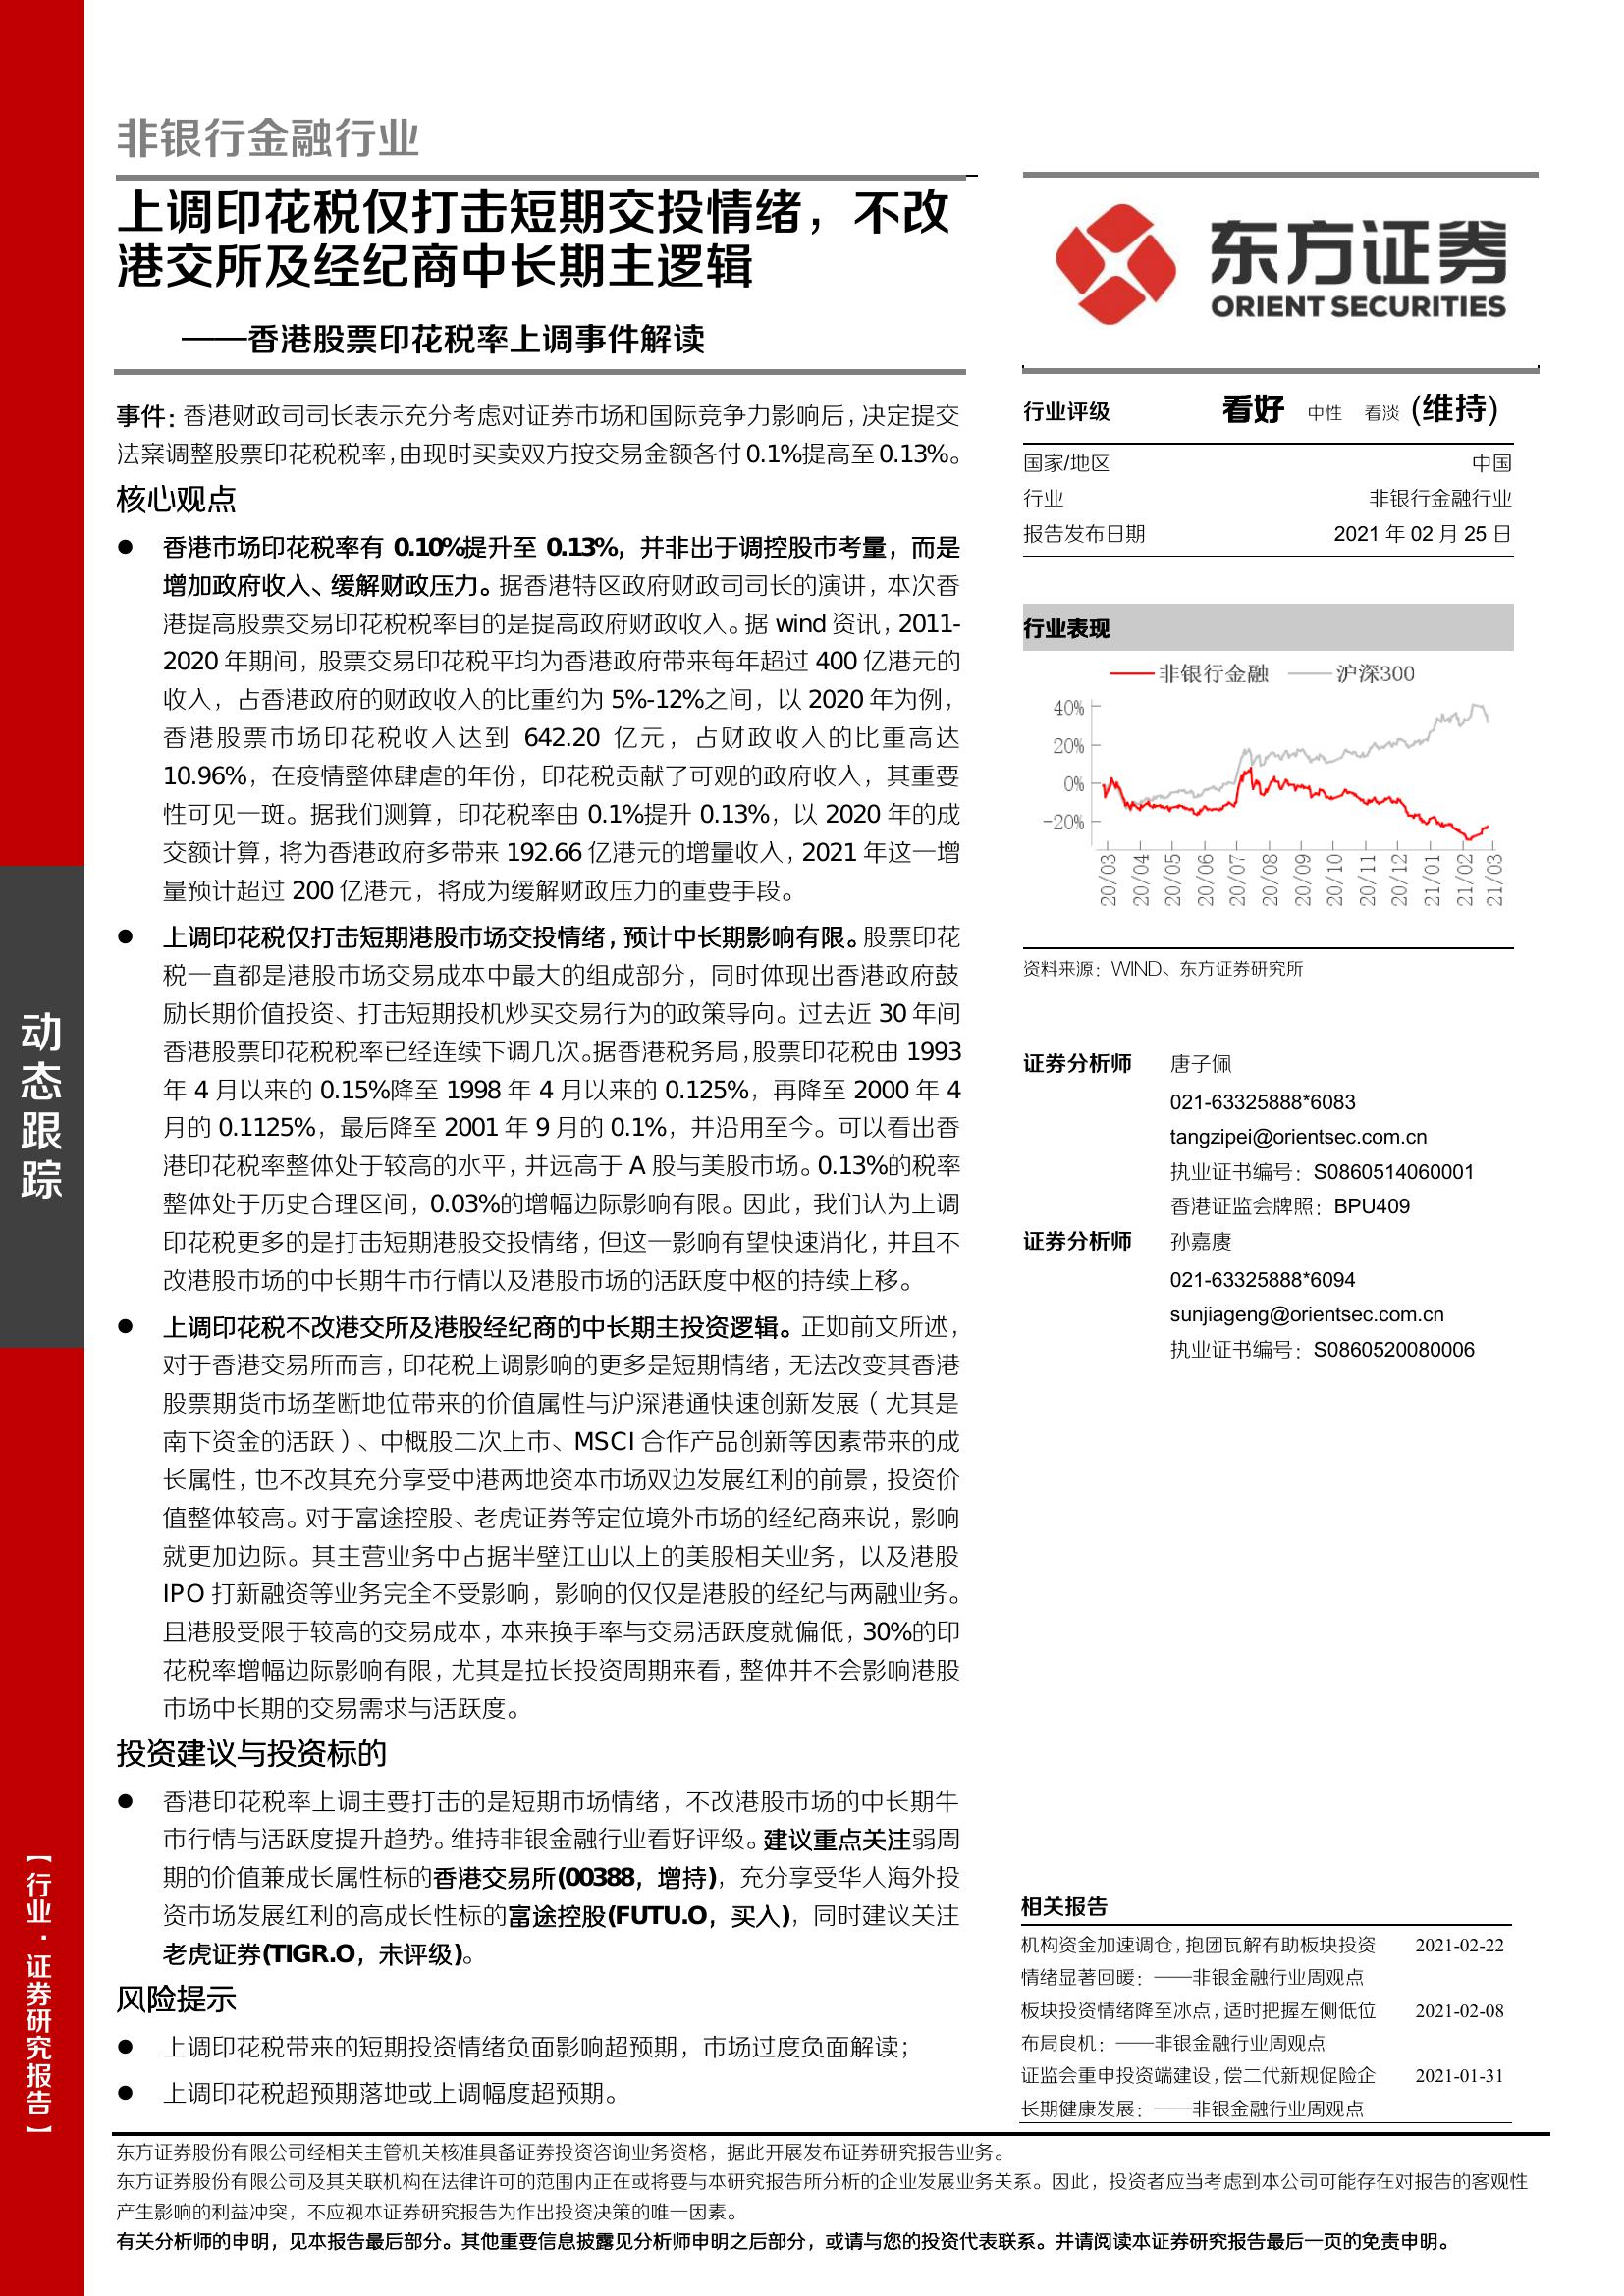 非银行金融行业
上调印花税仅打击短期交投情绪，不改
港交所及经纪商中长期主逻辑
——香港股票印花税率上调事件解读
事件：香港财政司司长表示充分考虑对证券市场和国际竞争力影响后，决定提交
法案调整股票印花税税率，由现时买卖双方按交易金额各付 0.1%提高至 0.13%。
核心观点
● 香港市场印花税率有 0.10%提升至 0.13%，并非出于调控股市考量，而是
增加政府收入、缓解财政压力。据香港特区政府财政司司长的演讲，本次香
港提高股票交易印花税税率目的是提高政府财政收入。据 wind 资讯，2011-
2020 年期间，股票交易印花税平均为香港政府带来每年超过 400 亿港元的
收入，占香港政府的财政收入的比重约为 5%-12%之间，以 2020 年为例，
香港股票市场印花税收入达到 642.20 亿元，占财政收入的比重高达
10.96%，在疫情整体肆虐的年份，印花税贡献了可观的政府收入，其重要
性可见一斑。据我们测算，印花税率由 0.1%提升 0.13%，以 2020 年的成
交额计算，将为香港政府多带来 192.66 亿港元的增量收入，2021 年这一增
量预计超过 200 亿港元，将成为缓解财政压力的重要手段。
● 上调印花税仅打击短期港股市场交投情绪，预计中长期影响有限。股票印花
税一直都是港股市场交易成本中最大的组成部分，同时体现出香港政府鼓
励长期价值投资、打击短期投机炒买交易行为的政策导向。过去近 30 年间
香港股票印花税税率已经连续下调几次。据香港税务局，股票印花税由 1993
年 4 月以来的 0.15%降至 1998 年 4 月以来的 0.125%，再降至 2000 年 4
月的 0.1125%，最后降至 2001 年 9 月的 0.1%，并沿用至今。可以看出香
港印花税率整体处于较高的水平，并远高于 A 股与美股市场。0.13%的税率
整体处于历史合理区间，0.03%的增幅边际影响有限。因此，我们认为上调
印花税更多的是打击短期港股交投情绪，但这一影响有望快速消化，并且不
改港股市场的中长期牛市行情以及港股市场的活跃度中枢的持续上移。
● 上调印花税不改港交所及港股经纪商的中长期主投资逻辑。正如前文所述，
对于香港交易所而言，印花税上调影响的更多是短期情绪，无法改变其香港
股票期货市场垄断地位带来的价值属性与沪深港通快速创新发展（尤其是
南下资金的活跃）、中概股二次上市、MSCI 合作产品创新等因素带来的成
长属性，也不改其充分享受中港两地资本市场双边发展红利的前景，投资价
值整体较高。对于富途控股、老虎证券等定位境外市场的经纪商来说，影响
就更加边际。其主营业务中占据半壁江山以上的美股相关业务，以及港股
IPO 打新融资等业务完全不受影响，影响的仅仅是港股的经纪与两融业务。
且港股受限于较高的交易成本，本来换手率与交易活跃度就偏低，30%的印
花税率增幅边际影响有限，尤其是拉长投资周期来看，整体并不会影响港股
市场中长期的交易需求与活跃度。
投资建议与投资标的
● 香港印花税率上调主要打击的是短期市场情绪，不改港股市场的中长期牛
市行情与活跃度提升趋势。维持非银金融行业看好评级。建议重点关注弱周
期的价值兼成长属性标的香港交易所(00388，增持)，充分享受华人海外投
资市场发展红利的高成长性标的富途控股(FUTU.O，买入)，同时建议关注
老虎证券(TIGR.O，未评级)。
风险提示
● 上调印花税带来的短期投资情绪负面影响超预期，市场过度负面解读；
● 上调印花税超预期落地或上调幅度超预期。
东方证券
ORIENT SECURITIES
行业评级 看好 中性 看淡 (维持)
国家/地区 中国
行业 非银行金融行业
报告发布日期 2021 年 02 月 25 日
行业表现
非银行金融 沪深300
40%
20%
0%
-20%
20/03 20/04 20/05 20/06 20/07 20/08 20/09 20/10 20/11 20/12 21/01 21/02 21/03
资料来源：WIND、东方证券研究所
证券分析师 唐子佩
021-63325888*6083
tangzipei@orientsec.com.cn
执业证书编号：S0860514060001
香港证监会牌照：BPU409
证券分析师 孙嘉赓
021-63325888*6094
sunjiageng@orientsec.com.cn
执业证书编号：S0860520080006
相关报告
机构资金加速调仓，抱团瓦解有助板块投资 2021-02-22
情绪显著回暖：——非银金融行业周观点
板块投资情绪降至冰点，适时把握左侧低位 2021-02-08
布局良机：——非银金融行业周观点
证监会重申投资端建设，偿二代新规促险企 2021-01-31
长期健康发展：——非银金融行业周观点
动态跟踪
【行业·证券研究报告】
东方证券股份有限公司经相关主管机关核准具备证券投资咨询业务资格，据此开展发布证券研究报告业务。
东方证券股份有限公司及其关联机构在法律许可的范围内正在或将要与本研究报告所分析的企业发展业务关系。因此，投资者应当考虑到本公司可能存在对报告的客观性
产生影响的利益冲突，不应视本证券研究报告为作出投资决策的唯一因素。
有关分析师的申明，见本报告最后部分。其他重要信息披露见分析师申明之后部分，或请与您的投资代表联系。并请阅读本证券研究报告最后一页的免责申明。